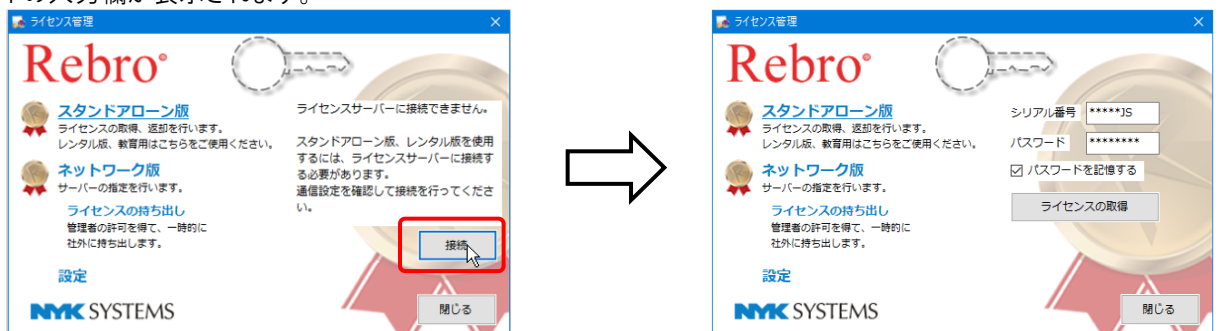 ドの入力欄が表示されます。
ライセンス管理
Rebro
スタンドアローン版
ライセンスの取得、返却を行います。
レンタル版、教育用はこちらをご使用ください。
ネットワーク版
サーバーの指定を行います。
ライセンスの持ち出し
管理者の許可を得て、一時的に
社外に持ち出します。
設定
NYK SYSTEMS
ライセンスサーバーに接続できません。
スタンドアローン版、レンタル版を使用
するには、ライセンスサーバーに接続す
る必要があります。
通信設定を確認して接続を行ってくださ
い。
接続
閉じる
ライセンス管理
Rebro
スタンドアローン版
ライセンスの取得、返却を行います。
レンタル版、教育用はこちらをご使用ください。
ネットワーク版
サーバーの指定を行います。
ライセンスの持ち出し
管理者の許可を得て、一時的に
社外に持ち出します。
設定
NYK SYSTEMS
シリアル番号 *****JS
パスワード ********
パスワードを記憶する
ライセンスの取得
閉じる